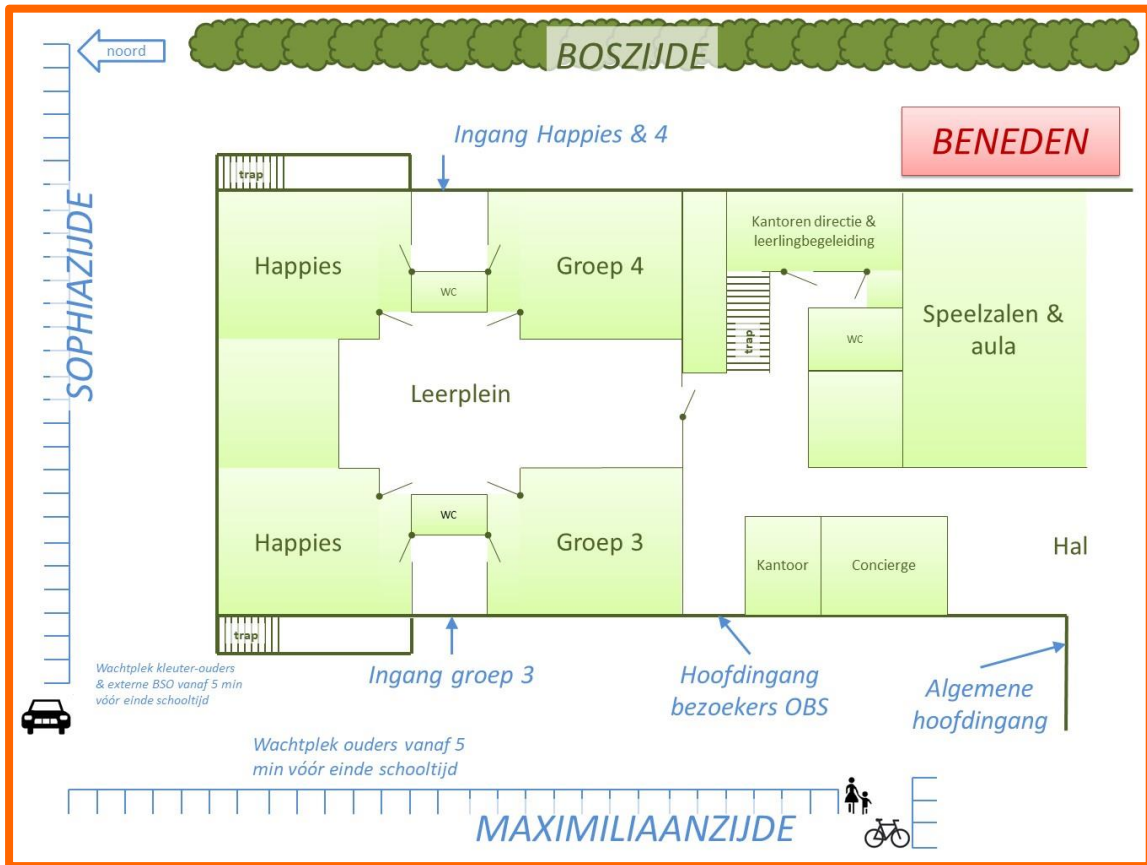 noord
BOSZIJDE
Ingang Happies & 4
BENEDEN
SOPHIAZIJDE
trap
Happies
WC
Groep 4
Kantoren directie &
leerlingbegeleiding
trap
WC
Speelzalen &
aula
Leerplein
Happies
WC
Groep 3
Kantoor
Concierge
Hal
trap
Wachtplek kleuter-ouders
& externe BSO vanaf 5 min
vóór einde schooltijd
Ingang groep 3
Hoofdingang
bezoekers OBS
Algemene
hoofdingang
Wachtplek ouders vanaf 5
min vóór einde schooltijd
MAXIMILIAANZIJDE